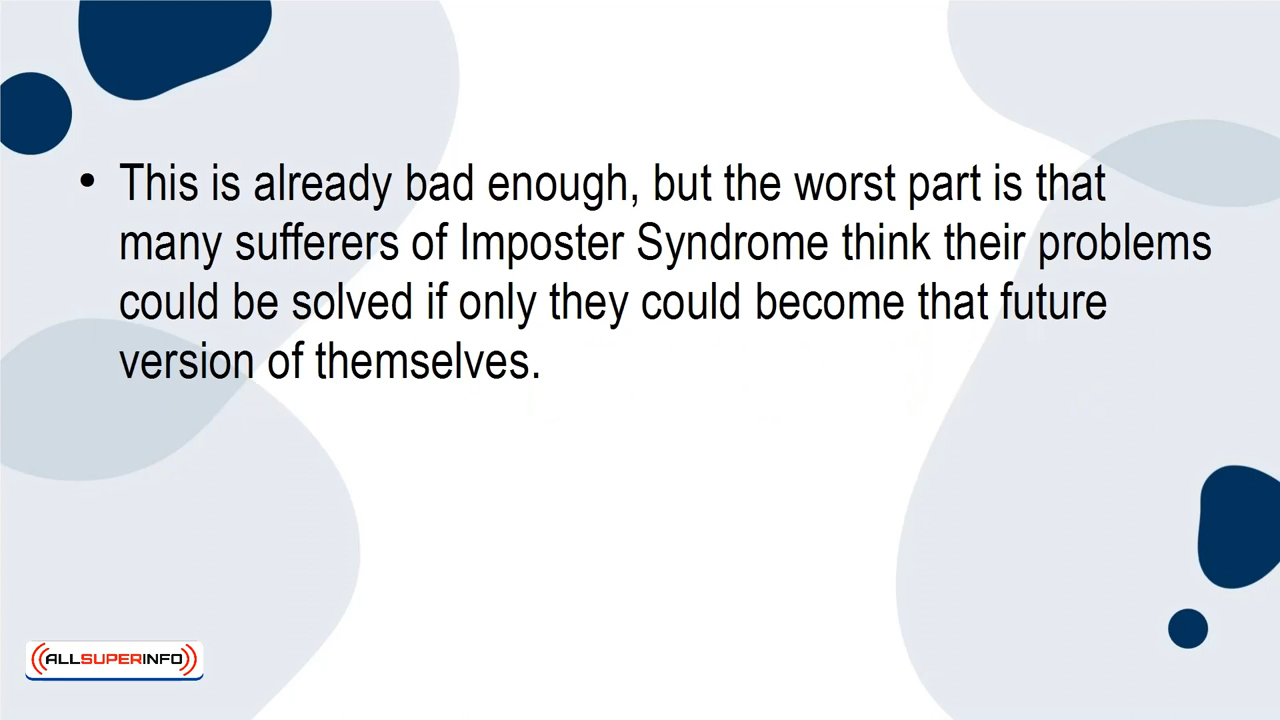 • This is already bad enough, but the worst part is that
many sufferers of Imposter Syndrome think their problems
could be solved if only they could become that future
version of themselves.
ALLSUPERINFO